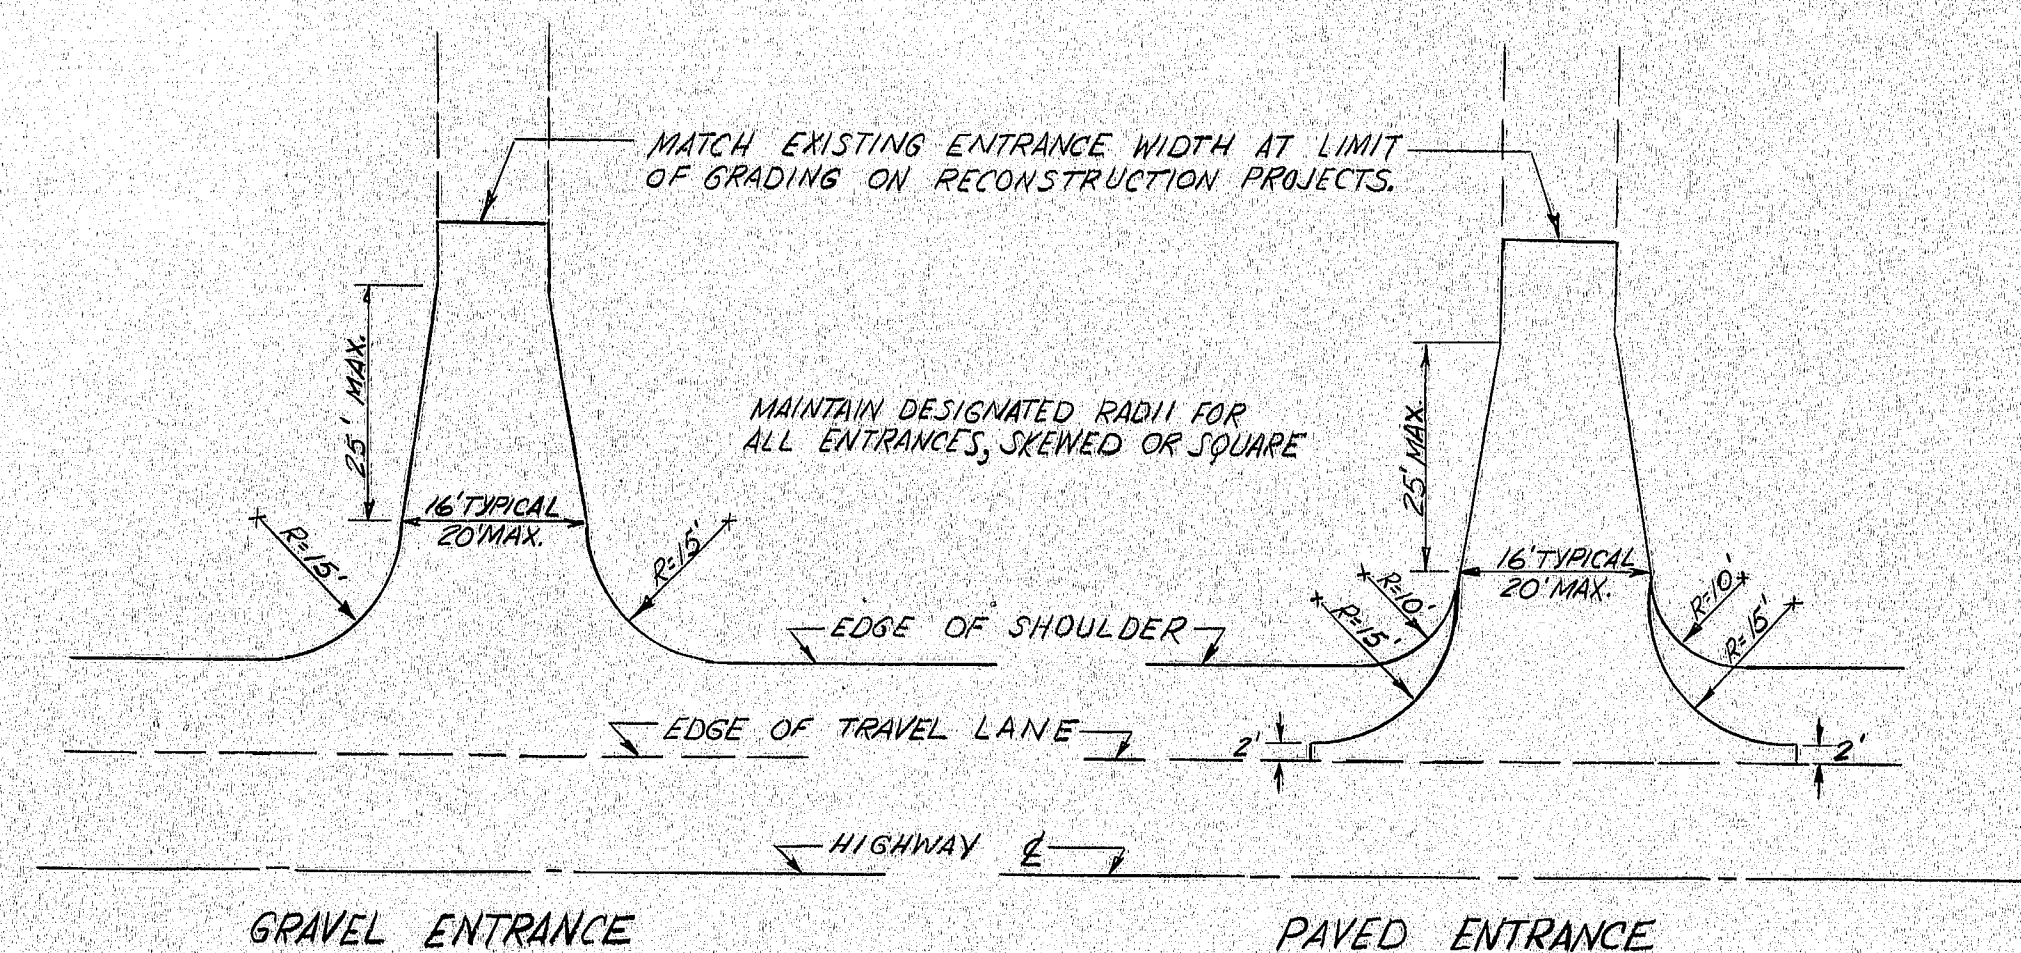 MATCH EXISTING ENTRANCE WIDTH AT LIMIT
OF GRADING ON RECONSTRUCTION PROJECTS.
25' MAX.
MAINTAIN DESIGNATED RADII FOR
ALL ENTRANCES, SKEWED OR SQUARE
25' MAX.
16' TYPICAL
20' MAX.
R=15'
R=15'
16' TYPICAL
20' MAX.
R=10'
R=15'
R=10'
R=15'
EDGE OF SHOULDER
EDGE OF TRAVEL LANE
2'
2'
HIGHWAY ℄
GRAVEL ENTRANCE
PAVED ENTRANCE